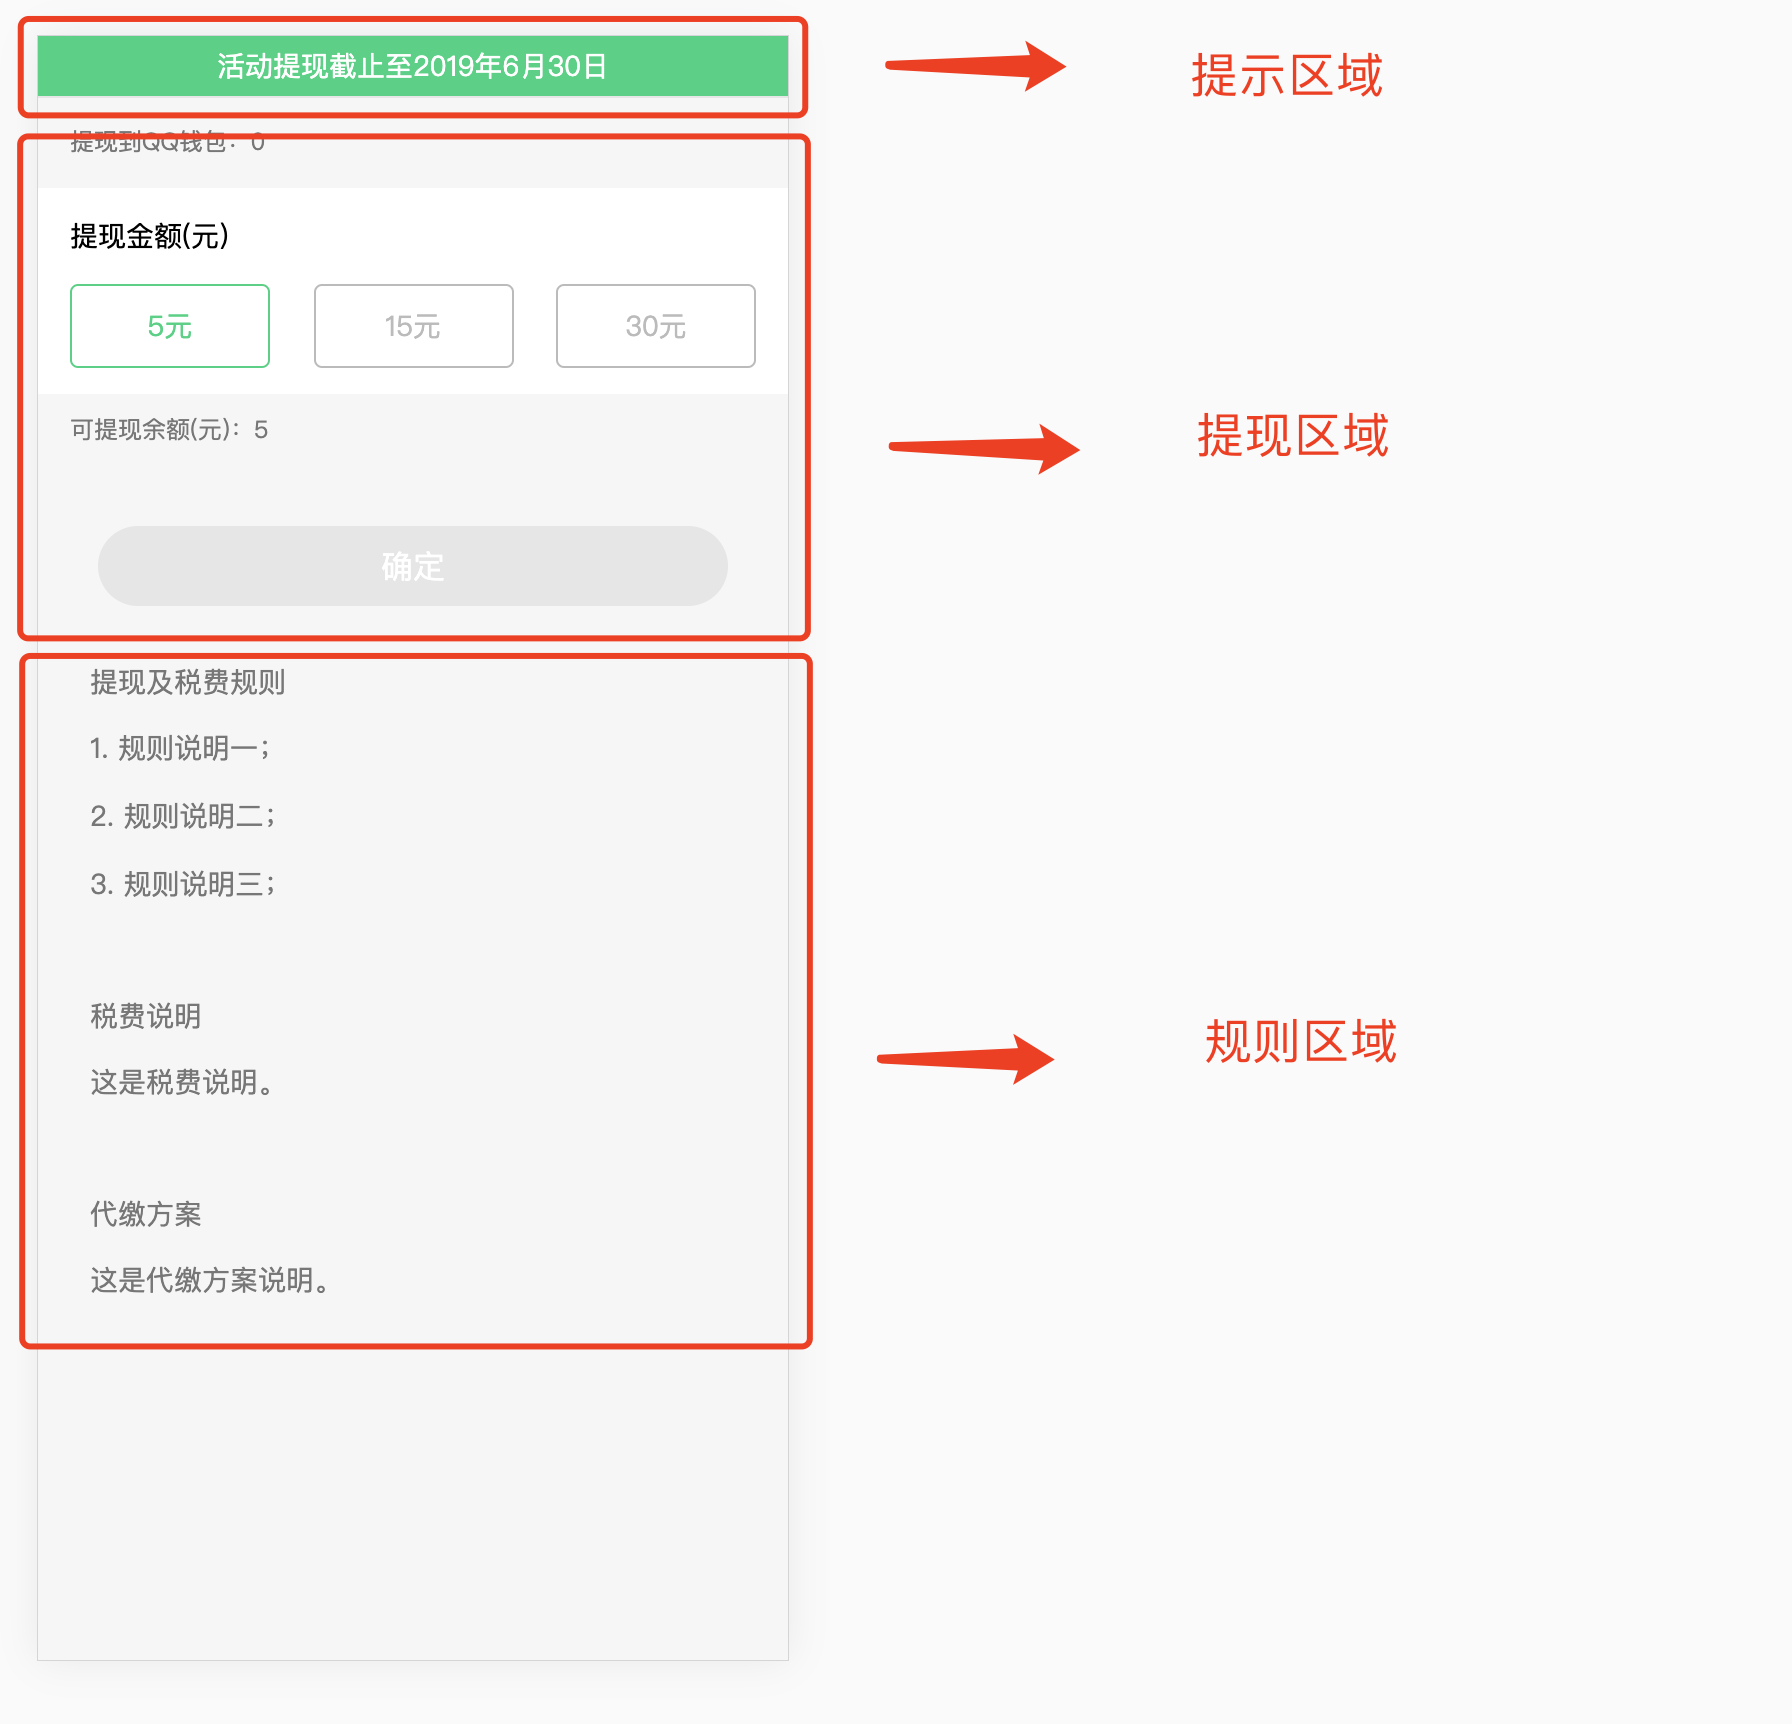 活动提现截止至2019年6月30日
提示区域
提现到QQ钱包：0
提现金额(元)
5元
15元
30元
可提现余额(元)：5
提现区域
确定
提现及税费规则
1. 规则说明一；
2. 规则说明二；
3. 规则说明三；
税费说明
规则区域
这是税费说明。
代缴方案
这是代缴方案说明。